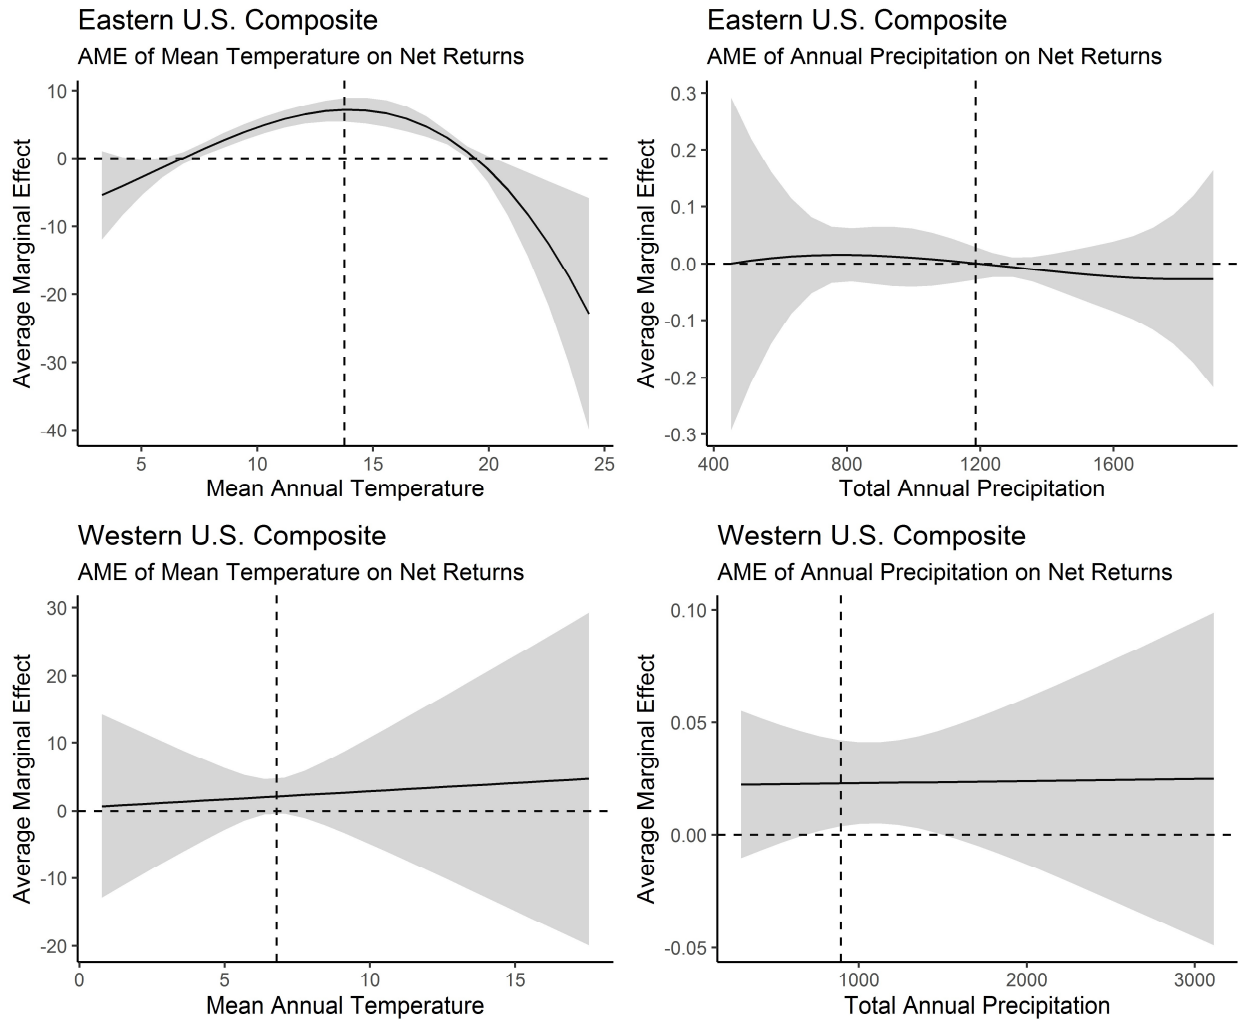 Eastern U.S. Composite
AME of Mean Temperature on Net Returns
Average Marginal Effect
10
0
-10
-20
-30
-40
5 10 15 20 25
Mean Annual Temperature
Eastern U.S. Composite
AME of Annual Precipitation on Net Returns
Average Marginal Effect
0.3
0.2
0.1
0.0
-0.1
-0.2
-0.3
400 800 1200 1600
Total Annual Precipitation
Western U.S. Composite
AME of Mean Temperature on Net Returns
Average Marginal Effect
30
20
10
0
-10
-20
0 5 10 15
Mean Annual Temperature
Western U.S. Composite
AME of Annual Precipitation on Net Returns
Average Marginal Effect
0.10
0.05
0.00
-0.05
1000 2000 3000
Total Annual Precipitation